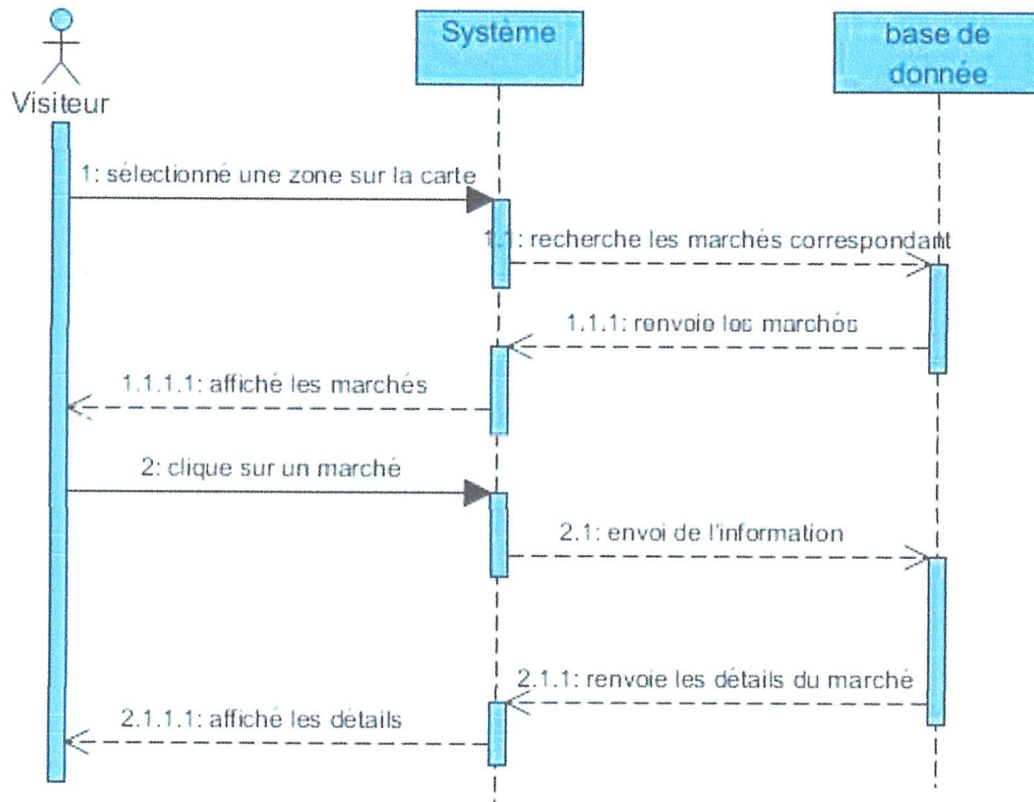 Système
base de
donnée
Visiteur
1: sélectionné une zone sur la carte
1.1: recherche les marchés correspondant
1.1.1: renvoie les marchés
1.1.1.1: affiché les marchés
2: clique sur un marché
2.1: envoi de l'information
2.1.1: renvoie les détails du marché
2.1.1.1: affiché les détails